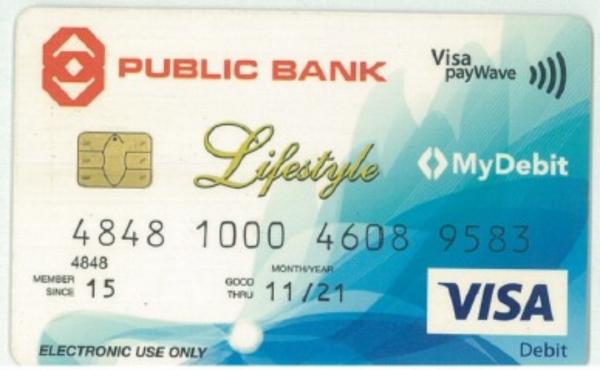 PUBLIC BANK
Visa
payWave
Lifestyle
MyDebit
4848 1000 4608 9583
4848
MEMBER SINCE 15
MONTH/YEAR
GOOD THRU 11/21
VISA
ELECTRONIC USE ONLY
Debit